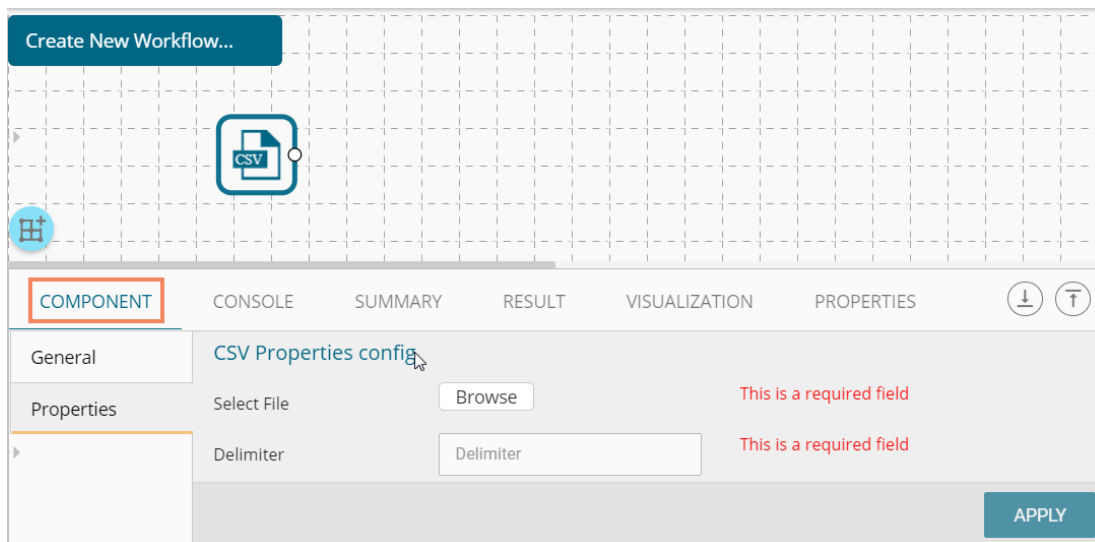 Create New Workflow...
CSV
COMPONENT CONSOLE SUMMARY RESULT VISUALIZATION PROPERTIES
General
CSV Properties config
Properties
Select File Browse This is a required field
Delimiter Delimiter This is a required field
APPLY